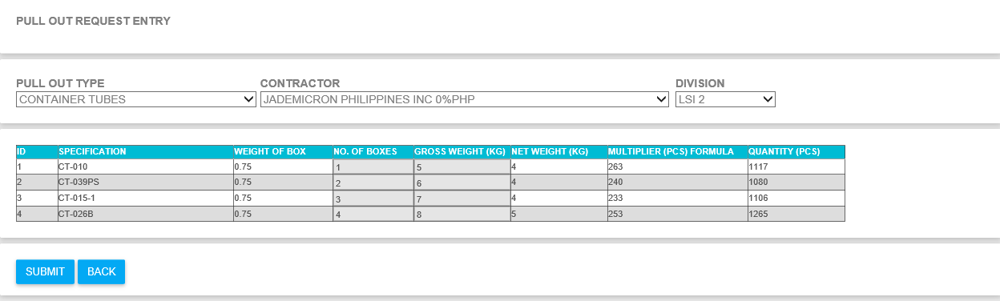 PULL OUT REQUEST ENTRY
PULL OUT TYPE CONTRACTOR DIVISION
CONTAINER TUBES JADEMICRON PHILIPPINES INC 0%PHP LSI 2
ID SPECIFICATION WEIGHT OF BOX NO. OF BOXES GROSS WEIGHT (KG) NET WEIGHT (KG) MULTIPLIER (PCS) FORMULA QUANTITY (PCS)
1 CT-010 0.75 1 5 4 263 1117
2 CT-039PS 0.75 2 6 4 240 1080
3 CT-015-1 0.75 3 7 4 233 1106
4 CT-026B 0.75 4 8 5 253 1265
SUBMIT BACK